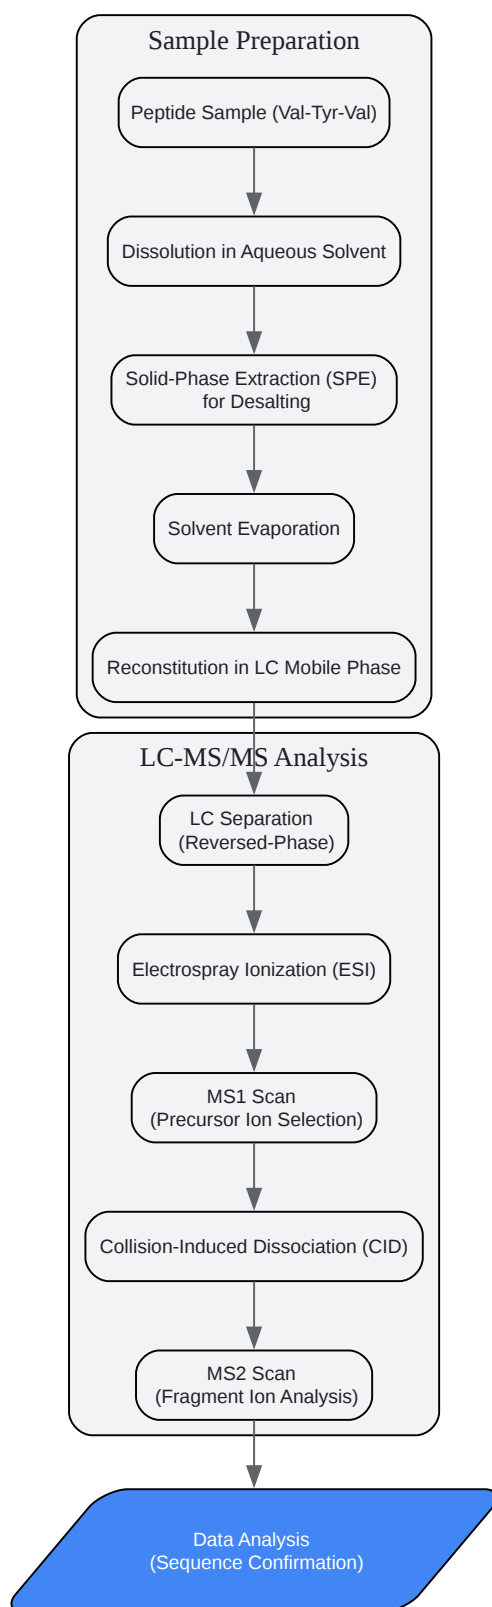 Sample Preparation
Peptide Sample (Val-Tyr-Val)
Dissolution in Aqueous Solvent
Solid-Phase Extraction (SPE)
for Desalting
Solvent Evaporation
Reconstitution in LC Mobile Phase
LC-MS/MS Analysis
LC Separation
(Reversed-Phase)
Electrospray Ionization (ESI)
MS1 Scan
(Precursor Ion Selection)
Collision-Induced Dissociation (CID)
MS2 Scan
(Fragment Ion Analysis)
Data Analysis
(Sequence Confirmation)